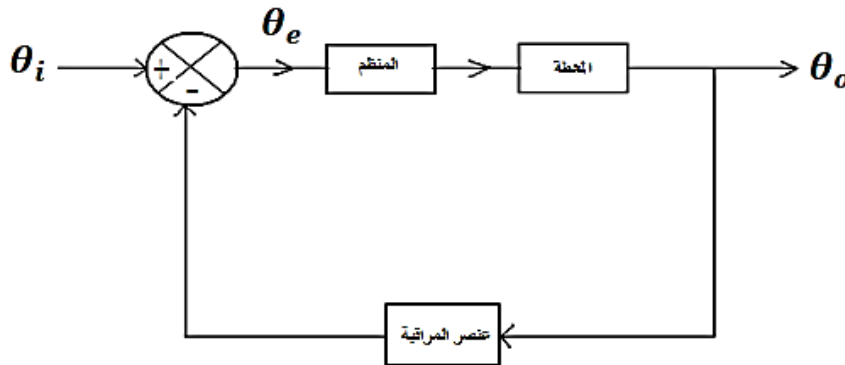 θe
θi
+
-
المنظم
المحطة
θo
عنصر المراقبة